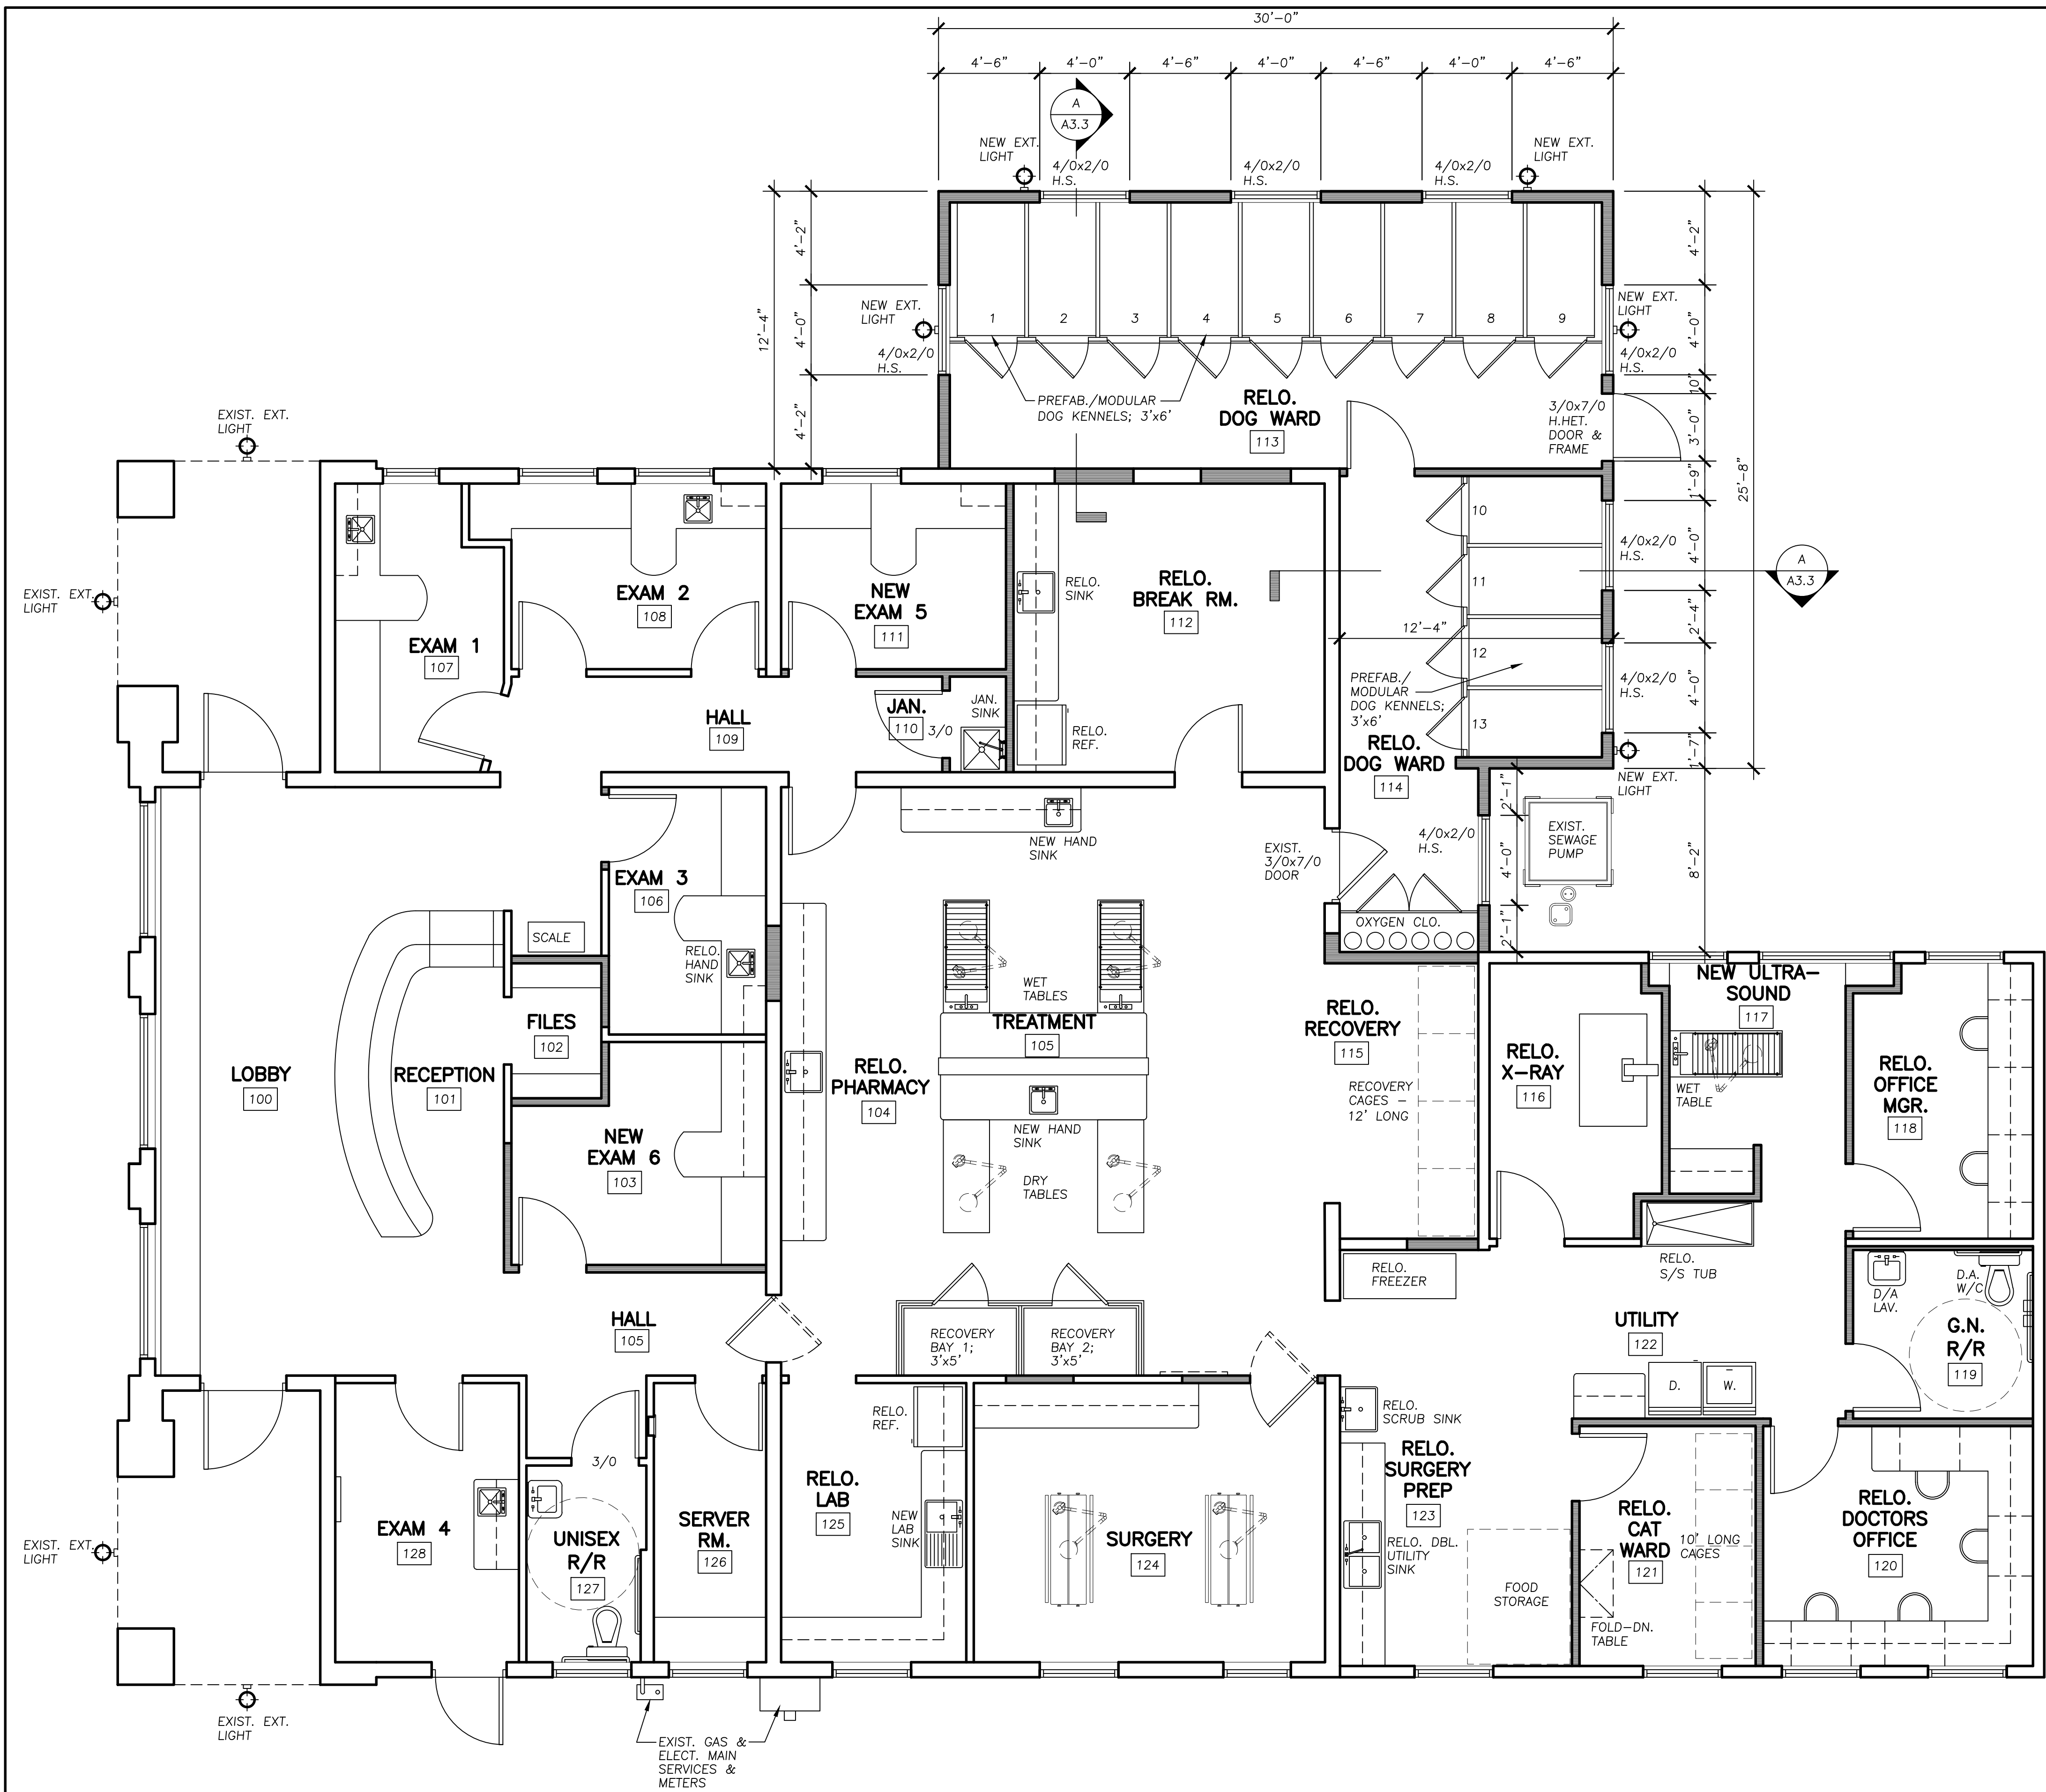 30'-0"
4'-6"
4'-0"
4'-6"
4'-0"
4'-6"
4'-0"
4'-6"
A
A3.3
NEW EXT.
LIGHT
4/0x2/0
H.S.
4/0x2/0
H.S.
4/0x2/0
H.S.
NEW EXT.
LIGHT
12'-4"
4'-2"
4'-0"
4'-2"
NEW EXT.
LIGHT
4/0x2/0
H.S.
1
2
3
4
5
6
7
8
9
PREFAB./MODULAR
DOG KENNELS; 3'x6'
RELO.
DOG WARD
113
3/0x7/0
H.HET.
DOOR &
FRAME
NEW EXT.
LIGHT
4/0x2/0
H.S.
4'-2"
4'-0"
10"
3'-0"
1'-9"
4'-0"
2'-4"
4'-0"
1'-7"
8'-2"
25'-8"
EXIST. EXT.
LIGHT
EXIST. EXT.
LIGHT
EXAM 1
107
EXAM 2
108
NEW
EXAM 5
111
RELO.
SINK
RELO.
BREAK RM.
112
RELO.
REF.
HALL
109
JAN.
110
3/0
JAN.
SINK
10
11
12
13
12'-4"
4/0x2/0
H.S.
4/0x2/0
H.S.
A
A3.3
PREFAB./
MODULAR
DOG KENNELS;
3'x6'
RELO.
DOG WARD
114
NEW EXT.
LIGHT
2'-1"
4'-0"
2'-1"
4/0x2/0
H.S.
EXIST.
SEWAGE
PUMP
EXIST.
3/0x7/0
DOOR
OXYGEN CLO.
NEW HAND
SINK
EXAM 3
106
RELO.
HAND
SINK
SCALE
FILES
102
LOBBY
100
RECEPTION
101
NEW
EXAM 6
103
RELO.
PHARMACY
104
WET
TABLES
TREATMENT
105
NEW HAND
SINK
DRY
TABLES
RELO.
RECOVERY
115
RECOVERY
CAGES -
12' LONG
RELO.
X-RAY
116
NEW ULTRA-
SOUND
117
WET
TABLE
RELO.
OFFICE
MGR.
118
RELO.
S/S TUB
RELO.
FREEZER
HALL
105
RECOVERY
BAY 1;
3'x5'
RECOVERY
BAY 2;
3'x5'
UTILITY
122
D.
W.
D/A
LAV.
D.A.
W/C
G.N.
R/R
119
EXIST. EXT.
LIGHT
EXAM 4
128
3/0
UNISEX
R/R
127
SERVER
RM.
126
RELO.
REF.
RELO.
LAB
125
NEW
LAB
SINK
SURGERY
124
RELO.
SCRUB SINK
RELO.
SURGERY
PREP
123
RELO. DBL.
UTILITY
SINK
FOOD
STORAGE
RELO.
CAT
WARD
121
10' LONG
CAGES
FOLD-DN.
TABLE
RELO.
DOCTORS
OFFICE
120
EXIST. EXT.
LIGHT
EXIST. GAS &
ELECT. MAIN
SERVICES &
METERS